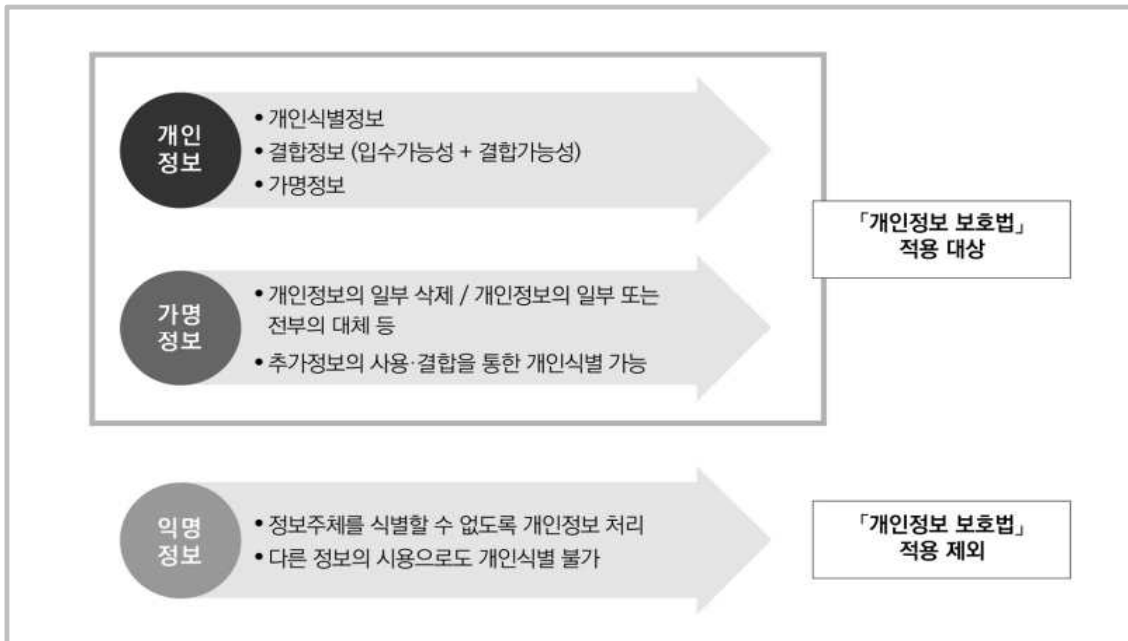 개인
정보
• 개인식별정보
• 결합정보 (입수가능성 + 결합가능성)
• 가명정보
「개인정보 보호법」
적용 대상
가명
정보
• 개인정보의 일부 삭제 / 개인정보의 일부 또는
전부의 대체 등
• 추가정보의 사용·결합을 통한 개인식별 가능
익명
정보
• 정보주체를 식별할 수 없도록 개인정보 처리
• 다른 정보의 시용으로도 개인식별 불가
「개인정보 보호법」
적용 제외